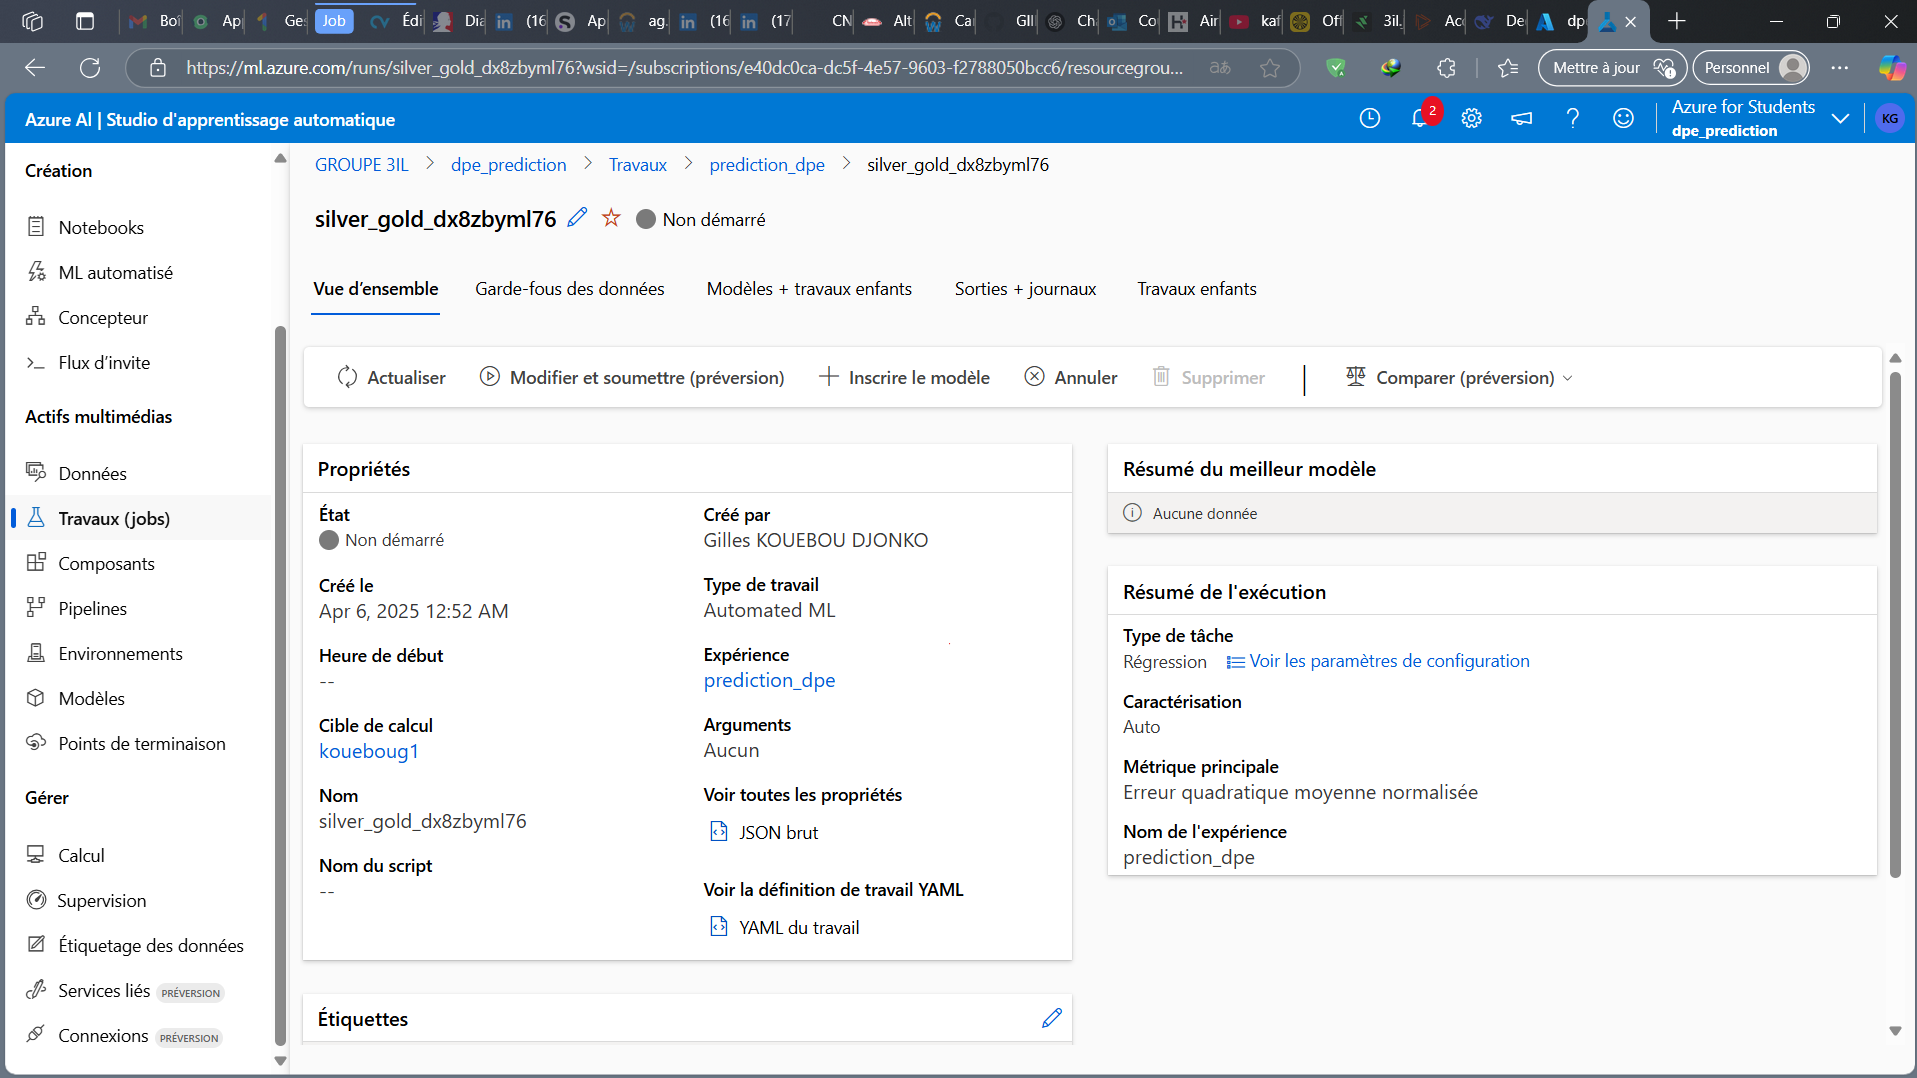 Boî
App
Ges
Job
Édi
Dia
(16
Ap
ag.
(16
(17
CN
Alt
Car
GII
Ch
Co
Air
kaf
Off
3il.
Acc
De
dp
https://ml.azure.com/runs/silver_gold_dx8zbyml76?wsid=/subscriptions/e40dc0ca-dc5f-4e57-9603-f2788050bcc6/resourcegrou...
Mettre à jour
Personnel
Azure AI | Studio d'apprentissage automatique
2
Azure for Students
dpe_prediction
KG
Création
Notebooks
ML automatisé
Concepteur
Flux d’invite
Actifs multimédias
Données
Travaux (jobs)
Composants
Pipelines
Environnements
Modèles
Points de terminaison
Gérer
Calcul
Supervision
Étiquetage des données
Services liés PRÉVERSION
Connexions PRÉVERSION
GROUPE 3IL > dpe_prediction > Travaux > prediction_dpe > silver_gold_dx8zbyml76
silver_gold_dx8zbyml76 Non démarré
Vue d’ensemble Garde-fous des données Modèles + travaux enfants Sorties + journaux Travaux enfants
Actualiser Modifier et soumettre (préversion) Inscrire le modèle Annuler Supprimer Comparer (préversion)
Propriétés
État
Non démarré
Créé le
Apr 6, 2025 12:52 AM
Heure de début
--
Cible de calcul
koueboug1
Nom
silver_gold_dx8zbyml76
Nom du script
--
Créé par
Gilles KOUEBOU DJONKO
Type de travail
Automated ML
Expérience
prediction_dpe
Arguments
Aucun
Voir toutes les propriétés
JSON brut
Voir la définition de travail YAML
YAML du travail
Étiquettes
Résumé du meilleur modèle
Aucune donnée
Résumé de l'exécution
Type de tâche
Régression Voir les paramètres de configuration
Caractérisation
Auto
Métrique principale
Erreur quadratique moyenne normalisée
Nom de l'expérience
prediction_dpe